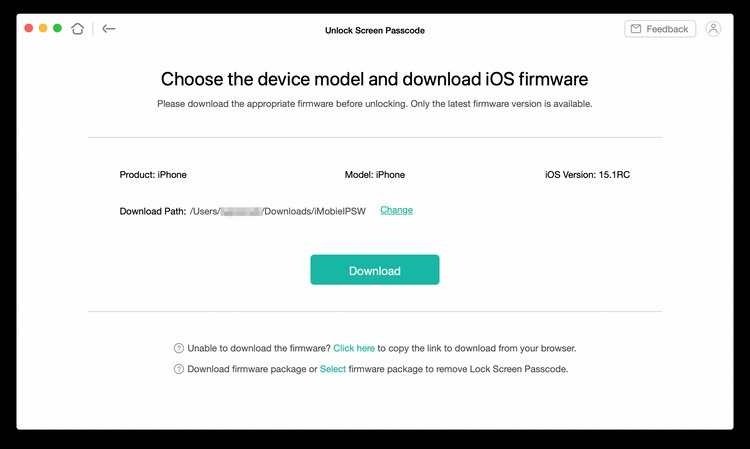 Unlock Screen Passcode
Feedback
Choose the device model and download iOS firmware
Please download the appropriate firmware before unlocking. Only the latest firmware version is available.
Product: iPhone Model: iPhone iOS Version: 15.1RC
Download Path: /Users/ /Downloads/iMobieIPSW Change
Download
Unable to download the firmware? Click here to copy the link to download from your browser.
Download firmware package or Select firmware package to remove Lock Screen Passcode.